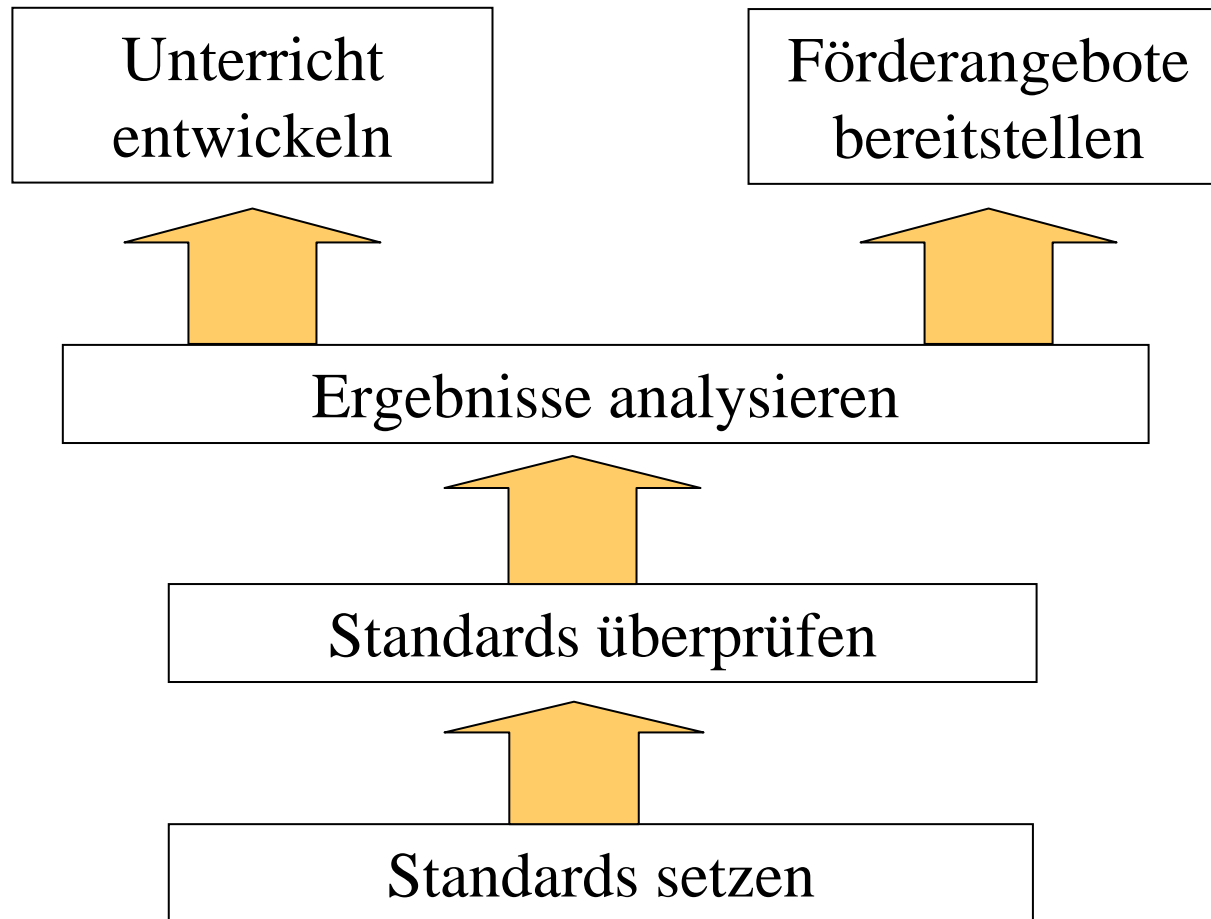 Unterricht
entwickeln
Förderangebote
bereitstellen
Ergebnisse analysieren
Standards überprüfen
Standards setzen